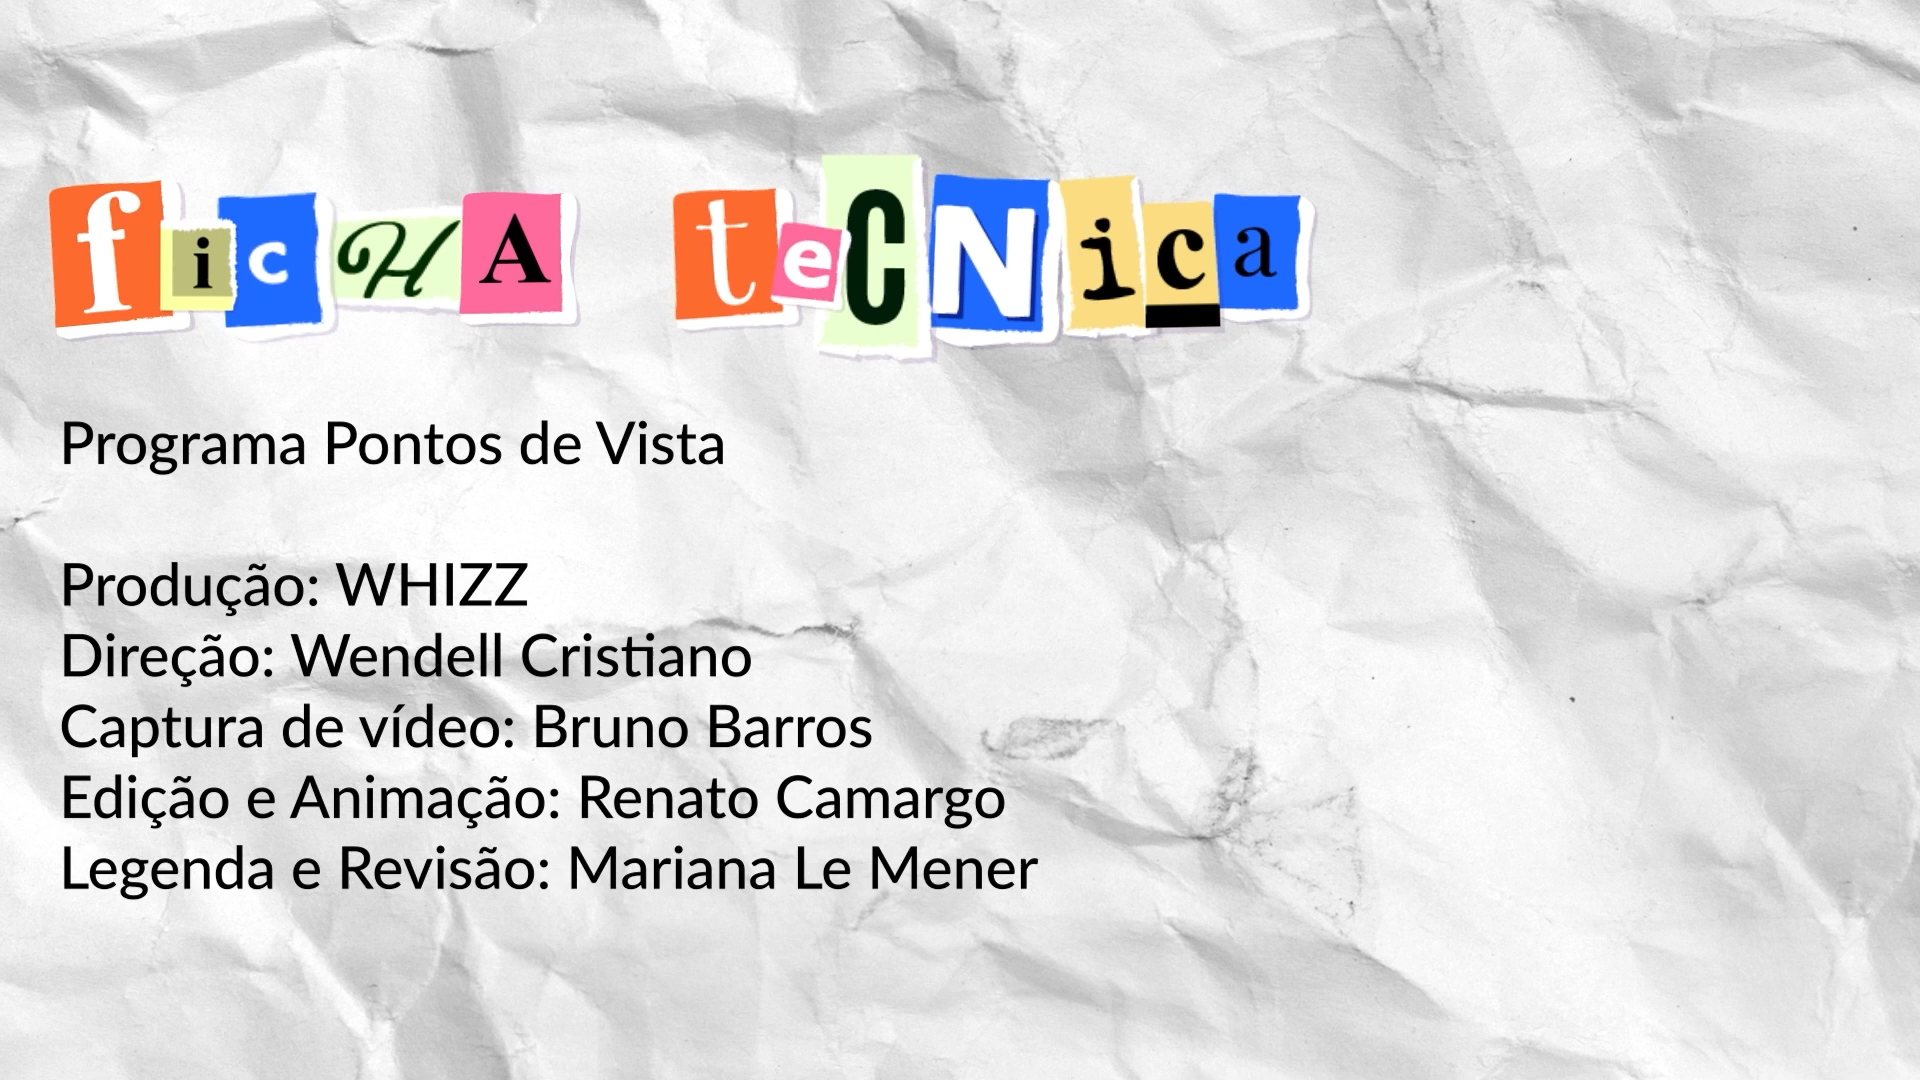 ficHA teCNica
Programa Pontos de Vista
Produção: WHIZZ
Direção: Wendell Cristiano
Captura de vídeo: Bruno Barros
Edição e Animação: Renato Camargo
Legenda e Revisão: Mariana Le Mener